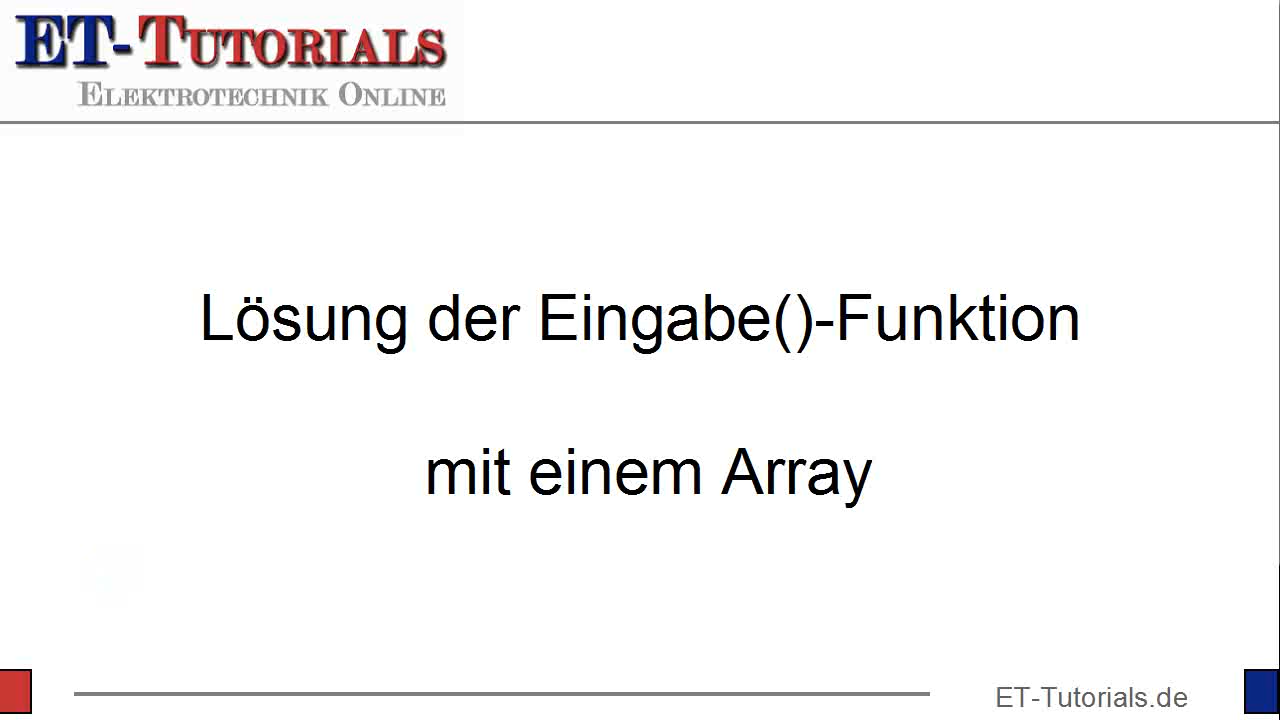 ET-TUTORIALS
ELEKTROTECHNIK ONLINE
Lösung der Eingabe()-Funktion
mit einem Array
ET-Tutorials.de